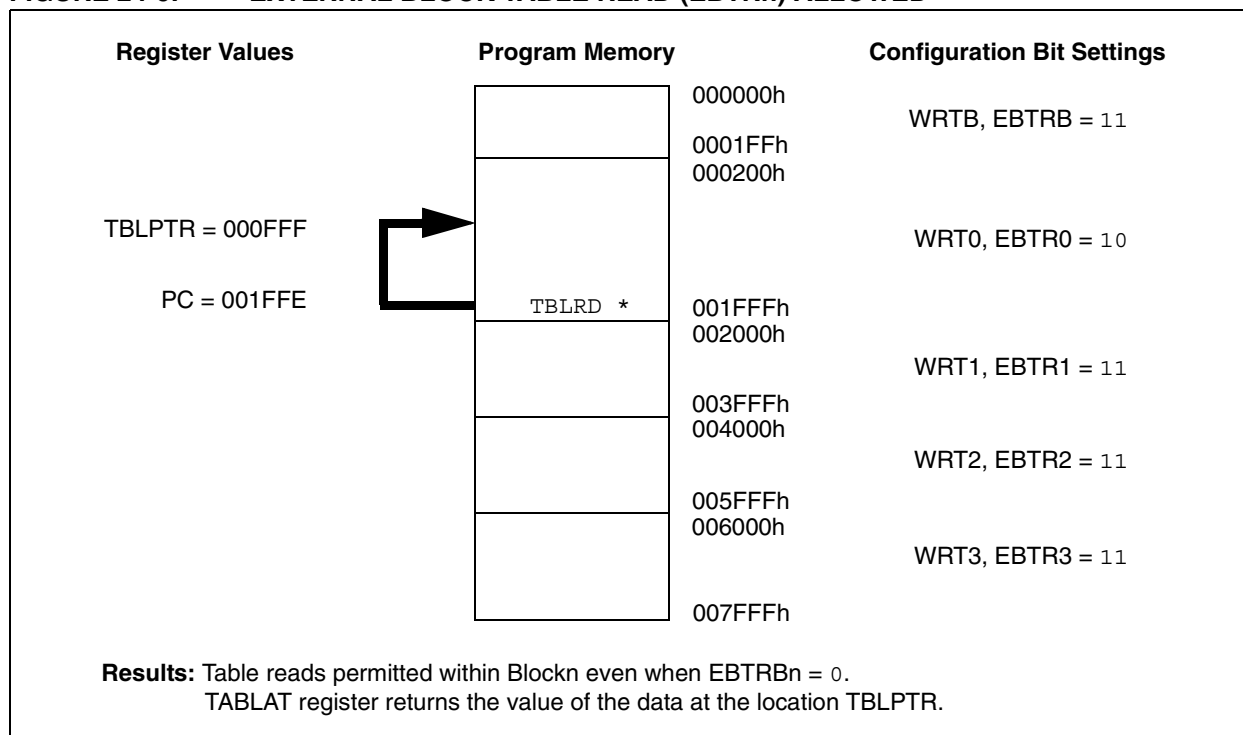 Register Values Program Memory Configuration Bit Settings
000000h
WRTB, EBTRB = 11
0001FFh
000200h
TBLPTR = 000FFF
WRT0, EBTR0 = 10
PC = 001FFE
TBLRD *
001FFFh
002000h
WRT1, EBTR1 = 11
003FFFh
004000h
WRT2, EBTR2 = 11
005FFFh
006000h
WRT3, EBTR3 = 11
007FFFh
Results: Table reads permitted within Blockn even when EBTRBn = 0.
TABLAT register returns the value of the data at the location TBLPTR.